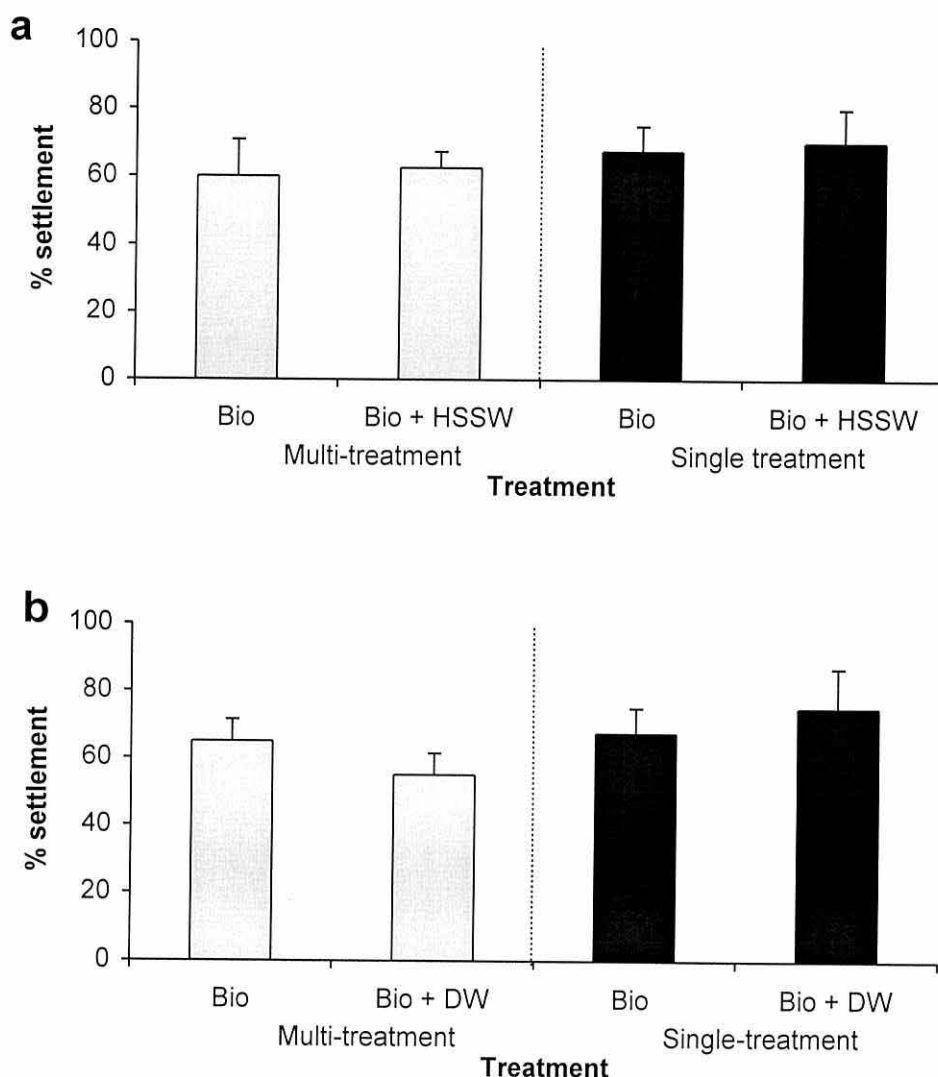 a
100
80
60
40
20
0
% settlement
Bio Bio + HSSW Bio Bio + HSSW
Multi-treatment Single treatment
Treatment
b
100
80
60
40
20
0
% settlement
Bio Bio + DW Bio Bio + DW
Multi-treatment Single-treatment
Treatment